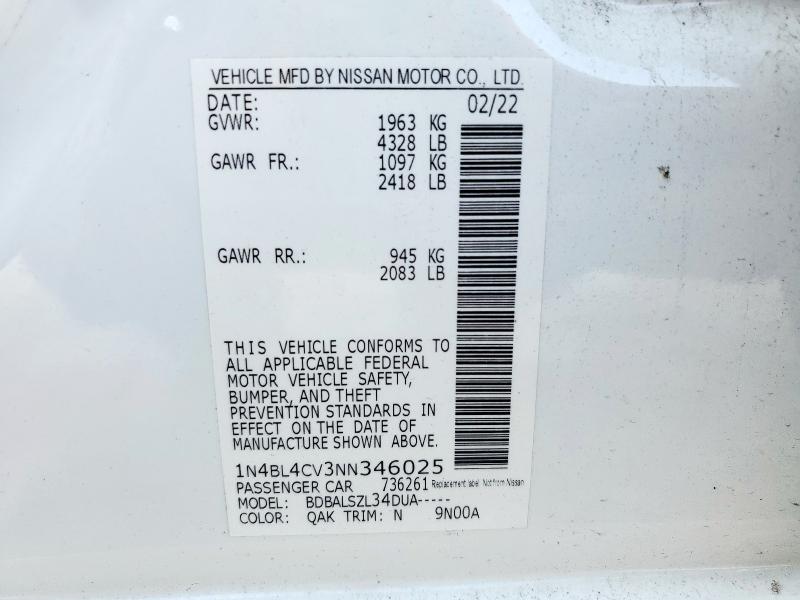 VEHICLE MFD BY NISSAN MOTOR CO., LTD.
DATE: 02/22
GVWR: 1963 KG
4328 LB
GAWR FR.: 1097 KG
2418 LB
GAWR RR.: 945 KG
2083 LB
THIS VEHICLE CONFORMS TO
ALL APPLICABLE FEDERAL
MOTOR VEHICLE SAFETY,
BUMPER, AND THEFT
PREVENTION STANDARDS IN
EFFECT ON THE DATE OF
MANUFACTURE SHOWN ABOVE.
1N4BL4CV3NN346025
PASSENGER CAR 736261 Replacement label Not from Nissan
MODEL: BDBALSZL34DUA-----
COLOR: QAK TRIM: N 9N00A